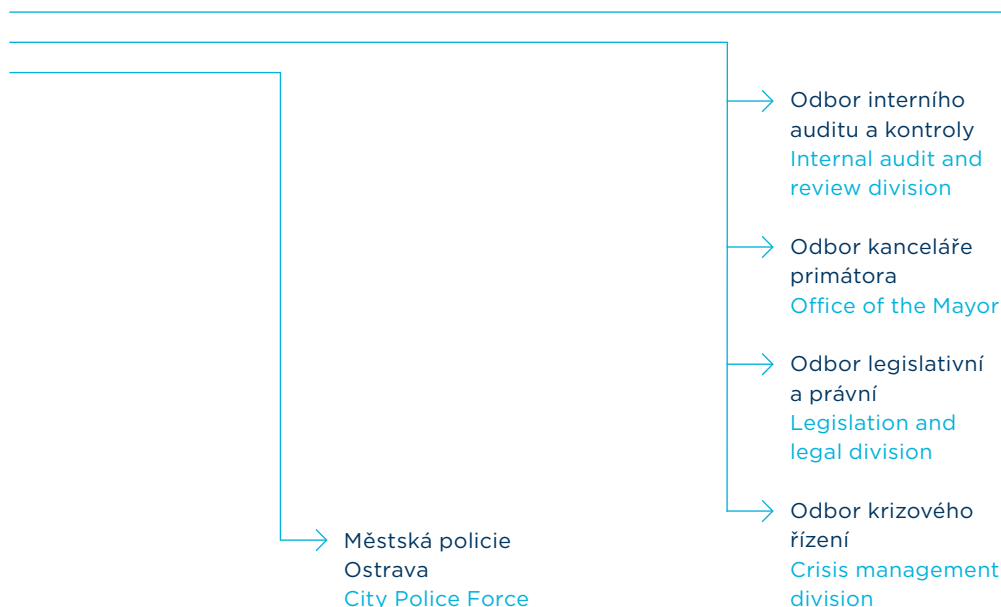 Odbor interního
auditu a kontroly
Internal audit and
review division
Odbor kanceláře
primátora
Office of the Mayor
Odbor legislativní
a právní
Legislation and
legal division
Odbor krizového
řízení
Crisis management
division
Městská policie
Ostrava
City Police Force